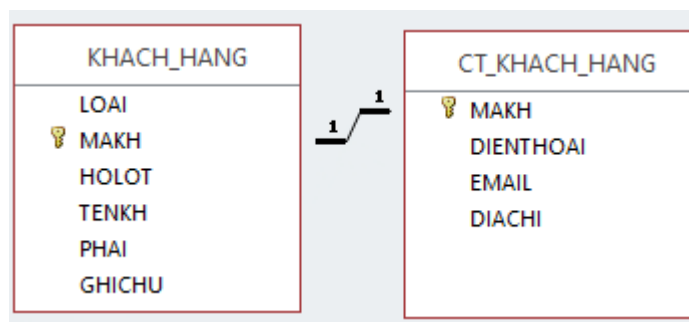 KHACH_HANG
LOAI
MAKH
HOLOT
TENKH
PHAI
GHICHU
1
1
CT_KHACH_HANG
MAKH
DIENTHOAI
EMAIL
DIACHI